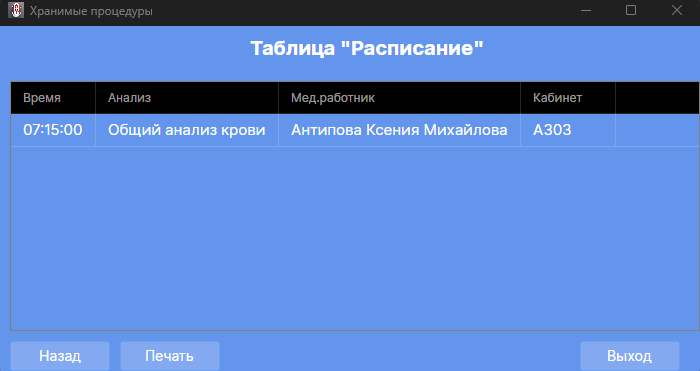 Хранимые процедуры
Таблица "Расписание"
Время Анализ Мед.работник Кабинет
07:15:00 Общий анализ крови Антипова Ксения Михайлова А303
Назад Печать Выход